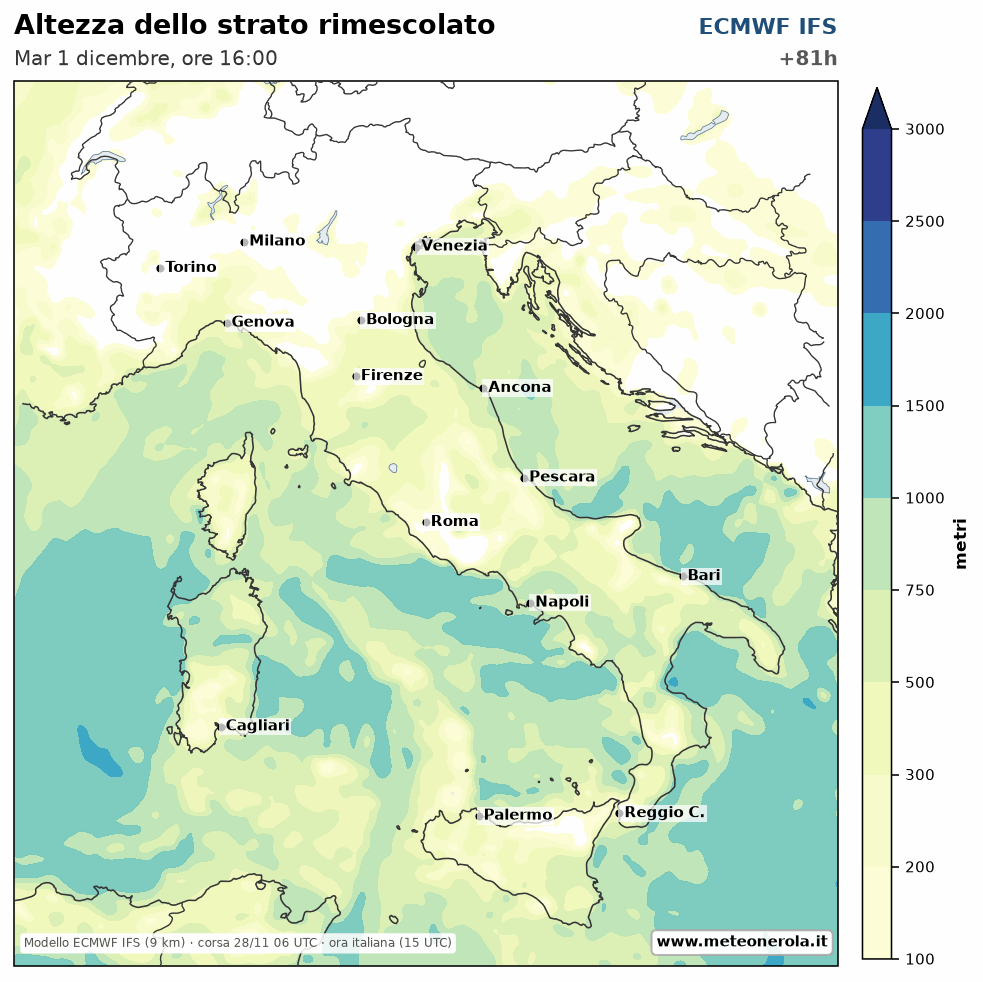 Altezza dello strato rimescolato
ECMWF IFS
Mar 1 dicembre, ore 16:00
+81h
3000
2500
2000
1500
1000
750
500
300
200
100
metri
Milano
Venezia
Torino
Genova
Bologna
Firenze
Ancona
Pescara
Roma
Bari
Napoli
Cagliari
Palermo
Reggio C.
Modello ECMWF IFS (9 km) · corsa 28/11 06 UTC · ora italiana (15 UTC)
www.meteonerola.it